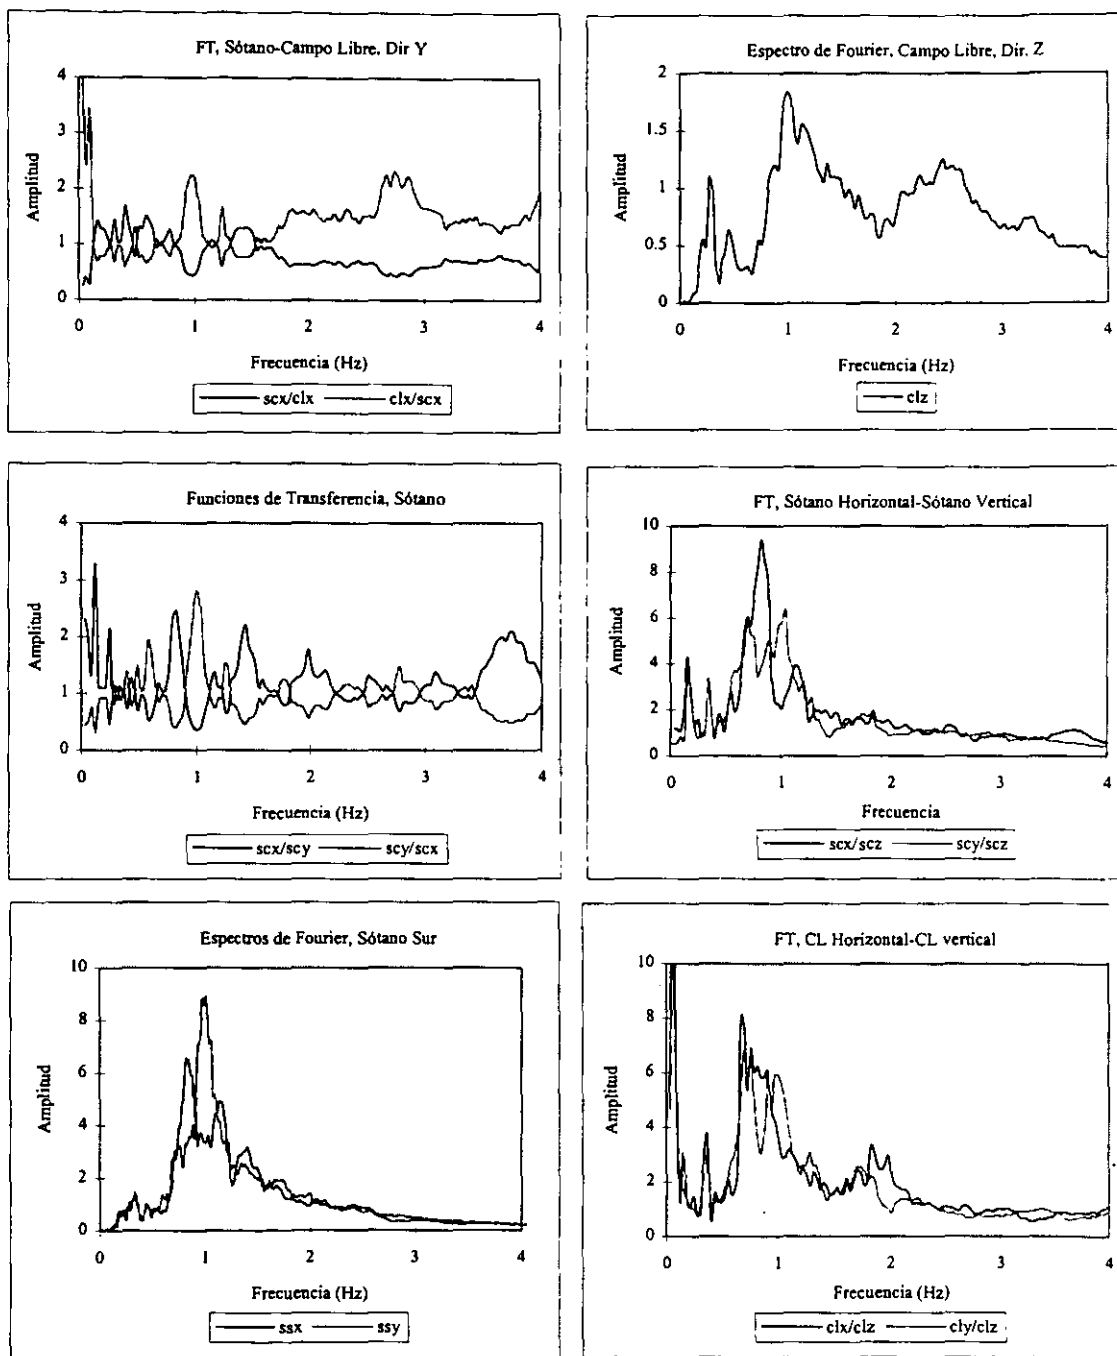 FT, Sótano-Campo Libre, Dir Y
4
3
2
1
0
Amplitud
0 1 2 3 4
Frecuencia (Hz)
scx/clx clx/scx
Espectro de Fourier, Campo Libre, Dir. Z
2
1.5
1
0.5
0
Amplitud
0 1 2 3 4
Frecuencia (Hz)
clz
Funciones de Transferencia, Sótano
4
3
2
1
0
Amplitud
0 1 2 3 4
Frecuencia (Hz)
scx/scy scy/scx
FT, Sótano Horizontal-Sótano Vertical
10
8
6
4
2
0
Amplitud
0 1 2 3 4
Frecuencia
scx/scz scy/scz
Espectros de Fourier, Sótano Sur
10
8
6
4
2
0
Amplitud
0 1 2 3 4
Frecuencia (Hz)
ssx ssy
FT, CL Horizontal-CL vertical
10
8
6
4
2
0
Amplitud
0 1 2 3 4
Frecuencia (Hz)
clx/clz cly/clz